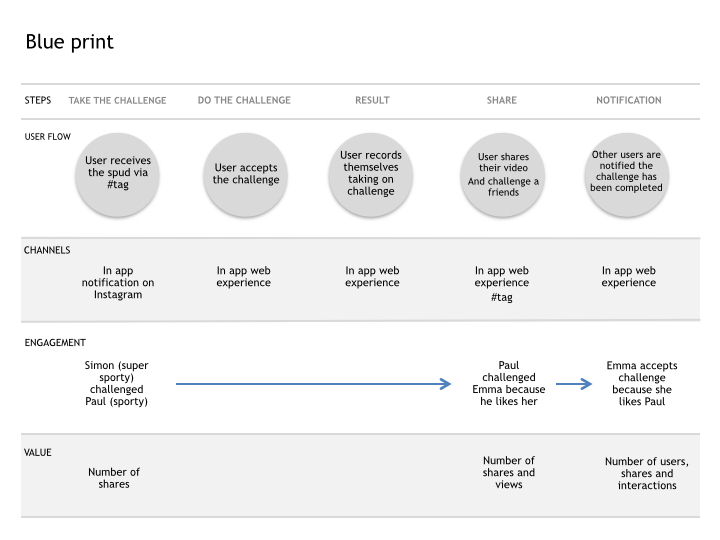 Blue print
STEPS
TAKE THE CHALLENGE
DO THE CHALLENGE
RESULT
SHARE
NOTIFICATION
USER FLOW
User receives
the spud via
#tag
User accepts
the challenge
User records
themselves
taking on
challenge
User shares
their video
And challenge a
friends
Other users are
notified the
challenge has
been completed
CHANNELS
In app
notification on
Instagram
In app web
experience
In app web
experience
In app web
experience
#tag
In app web
experience
ENGAGEMENT
Simon (super
sporty)
challenged
Paul (sporty)
Paul
challenged
Emma because
he likes her
Emma accepts
challenge
because she
likes Paul
VALUE
Number of
shares
Number of
shares and
views
Number of users,
shares and
interactions